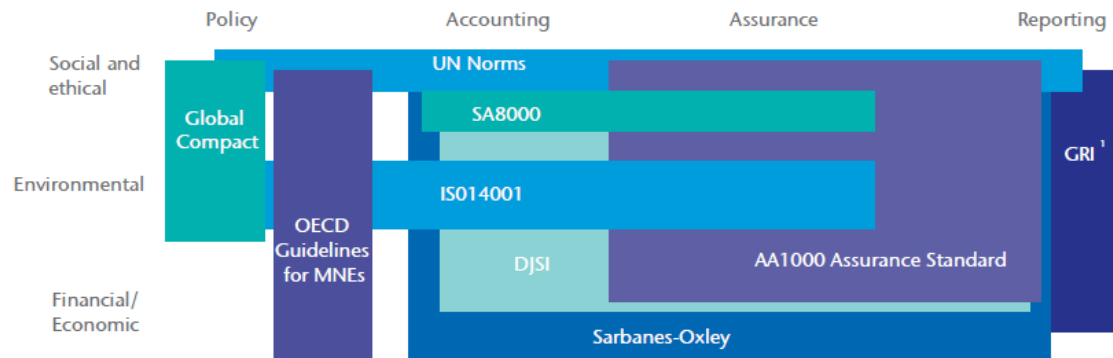 Policy Accounting Assurance Reporting
Social and
ethical
UN Norms
Global
Compact
SA8000
GRI 1
Environmental
IS014001
OECD
Guidelines
for MNEs
DJSI
AA1000 Assurance Standard
Financial/
Economic
Sarbanes-Oxley